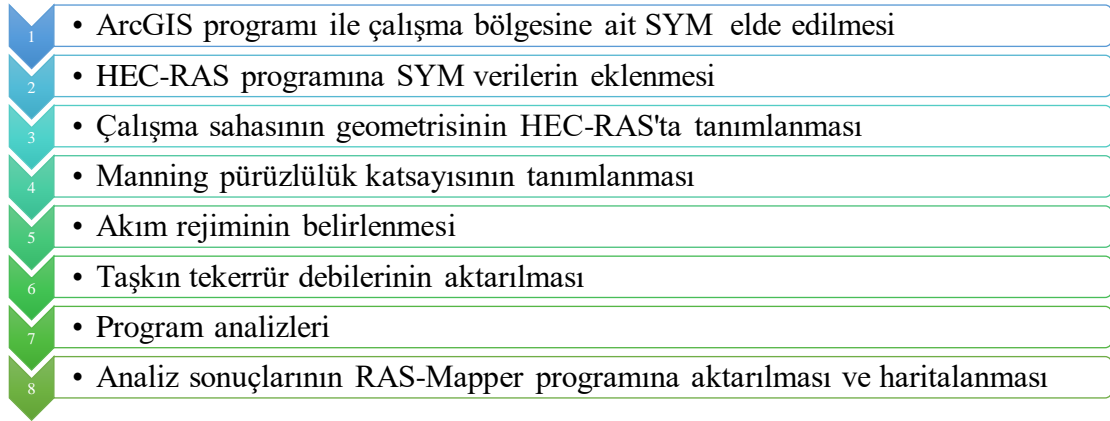 1 • ArcGIS programı ile çalışma bölgesine ait SYM elde edilmesi
2 • HEC-RAS programına SYM verilerin eklenmesi
3 • Çalışma sahasının geometrisinin HEC-RAS'ta tanımlanması
4 • Manning pürüzlülük katsayısının tanımlanması
5 • Akım rejiminin belirlenmesi
6 • Taşkın tekerrür debilerinin aktarılması
7 • Program analizleri
8 • Analiz sonuçlarının RAS-Mapper programına aktarılması ve haritalanması